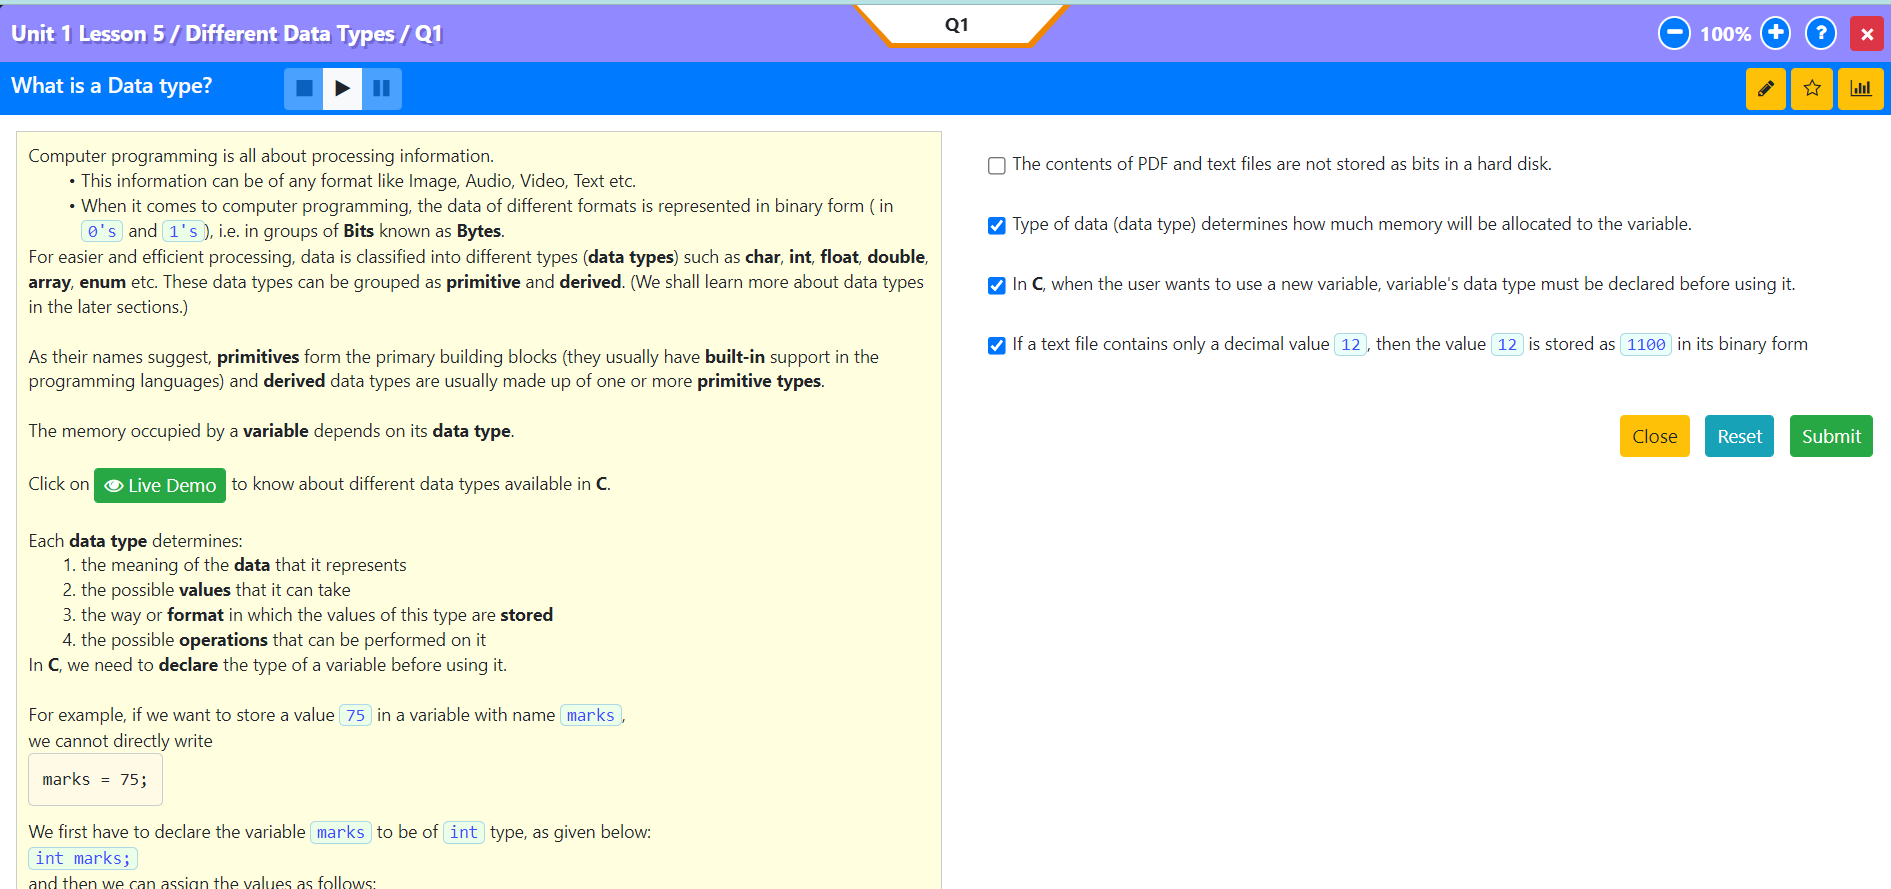 Unit 1 Lesson 5 / Different Data Types / Q1
Q1
100%
What is a Data type?
Computer programming is all about processing information.
• This information can be of any format like Image, Audio, Video, Text etc.
• When it comes to computer programming, the data of different formats is represented in binary form ( in
0's and 1's ), i.e. in groups of Bits known as Bytes.
For easier and efficient processing, data is classified into different types (data types) such as char, int, float, double,
array, enum etc. These data types can be grouped as primitive and derived. (We shall learn more about data types
in the later sections.)
As their names suggest, primitives form the primary building blocks (they usually have built-in support in the
programming languages) and derived data types are usually made up of one or more primitive types.
The memory occupied by a variable depends on its data type.
Click on Live Demo to know about different data types available in C.
Each data type determines:
1. the meaning of the data that it represents
2. the possible values that it can take
3. the way or format in which the values of this type are stored
4. the possible operations that can be performed on it
In C, we need to declare the type of a variable before using it.
For example, if we want to store a value 75 in a variable with name marks,
we cannot directly write
marks = 75;
We first have to declare the variable marks to be of int type, as given below:
int marks;
and then we can assign the values as follows:
The contents of PDF and text files are not stored as bits in a hard disk.
Type of data (data type) determines how much memory will be allocated to the variable.
In C, when the user wants to use a new variable, variable's data type must be declared before using it.
If a text file contains only a decimal value 12, then the value 12 is stored as 1100 in its binary form
Close Reset Submit